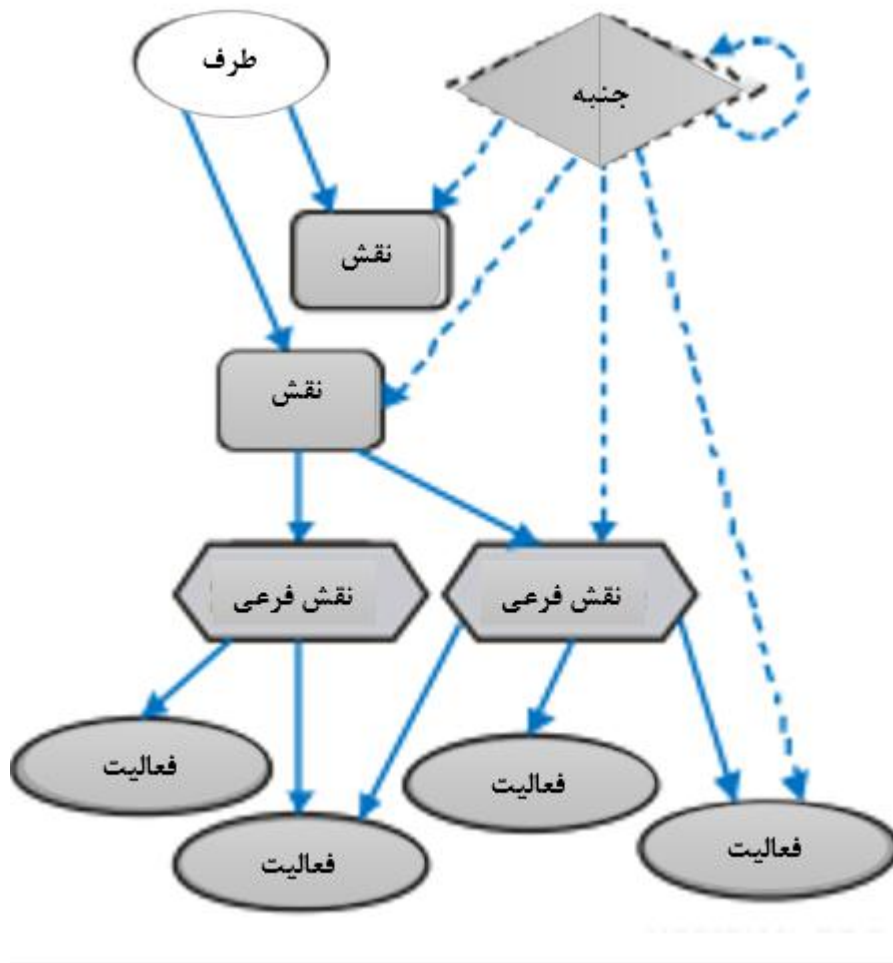 طرف
جنبه
نقش
نقش
نقش فرعی
نقش فرعی
فعالیت
فعالیت
فعالیت
فعالیت